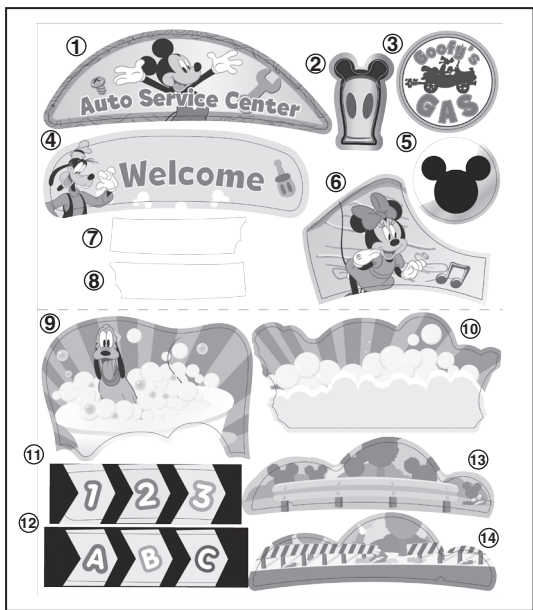 ①
Auto Service Center
②
③
Goofy's
GAS
④
Welcome
⑤
⑥
⑦
⑧
⑨
⑩
⑪
1 2 3
⑫
A B C
⑬
⑭